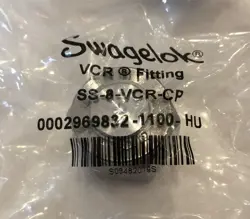 Swagelok®
VCR ® Fitting
SS-8-VCR-CP
0002969832-1100- HU